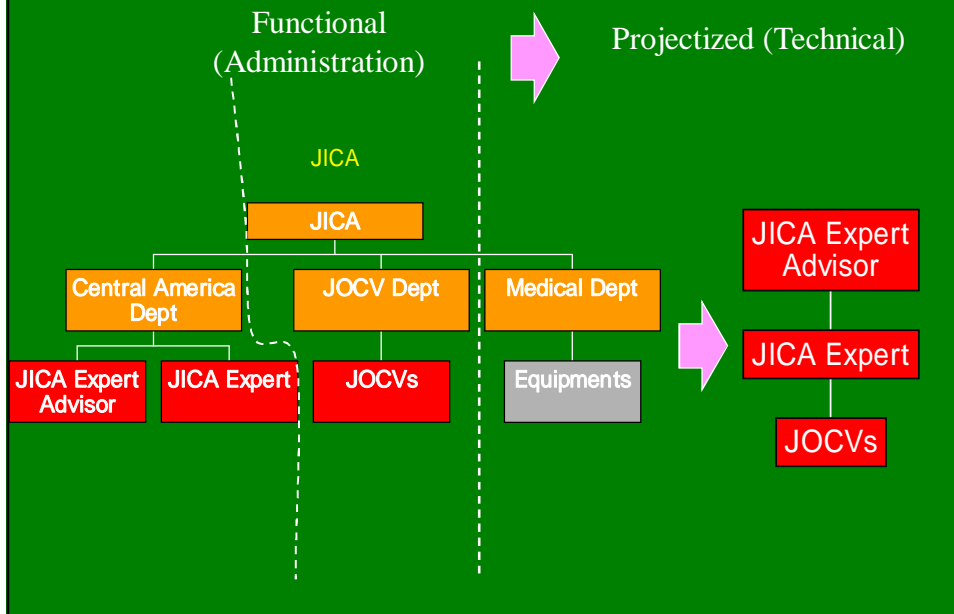 Functional
(Administration)
Projectized (Technical)
JICA
JICA
Central America
Dept
JOCV Dept
Medical Dept
JICA Expert
Advisor
JICA Expert
JOCVs
Equipments
JICA Expert
Advisor
JICA Expert
JOCVs